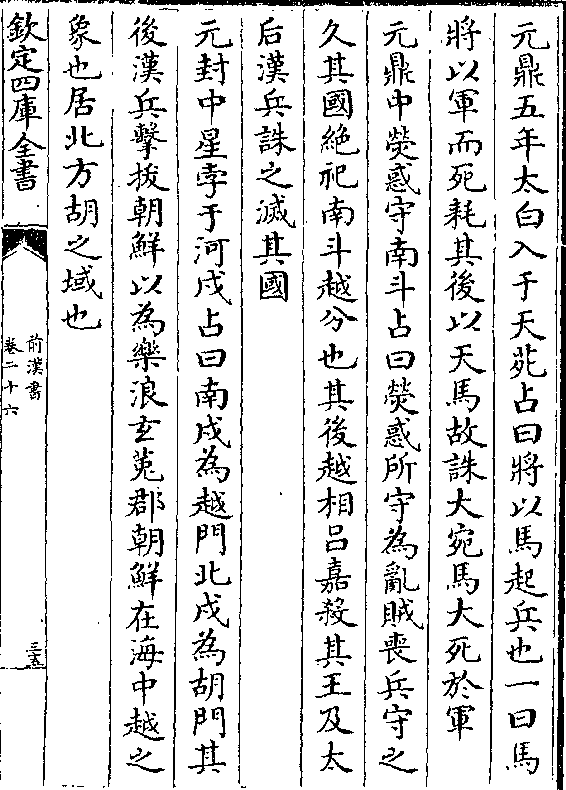 元鼎五年太白入于天苑占曰將以馬起兵也一曰馬
將以軍而死耗其後以天馬故誅大宛馬大死於軍
元鼎中熒惑守南斗占曰熒惑所守為亂賊喪兵守之
久其國絶祀南斗越分也其後越相吕嘉殺其王及太
后漢兵誅之滅其國
元封中星孛于河戍占曰南戍為越門北戍為胡門其
後漢兵擊拔朝鮮以為樂浪玄菟郡朝鮮在海中越之
象也居北方胡之域也
欽定四庫全書
前漢書
卷二十六
三五